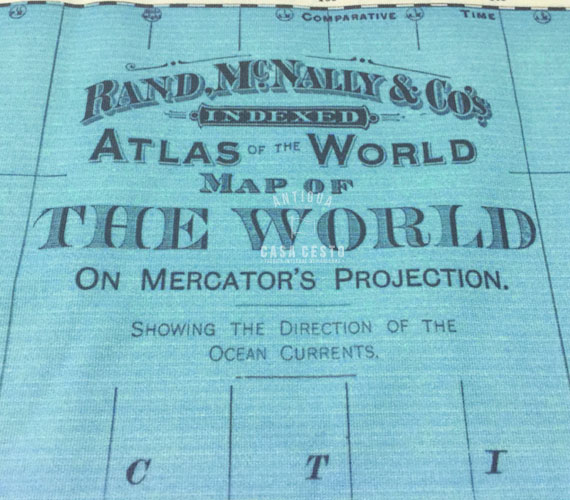 COMPARATIVE TIME
RAND, MCNALLY & CO'S
INDEXED
ATLAS OF THE WORLD
MAP OF
ANTIGUA
THE WORLD
CASA CESTO
ON MERCATOR'S PROJECTION.
SHOWING THE DIRECTION OF THE
OCEAN CURRENTS.
C T I